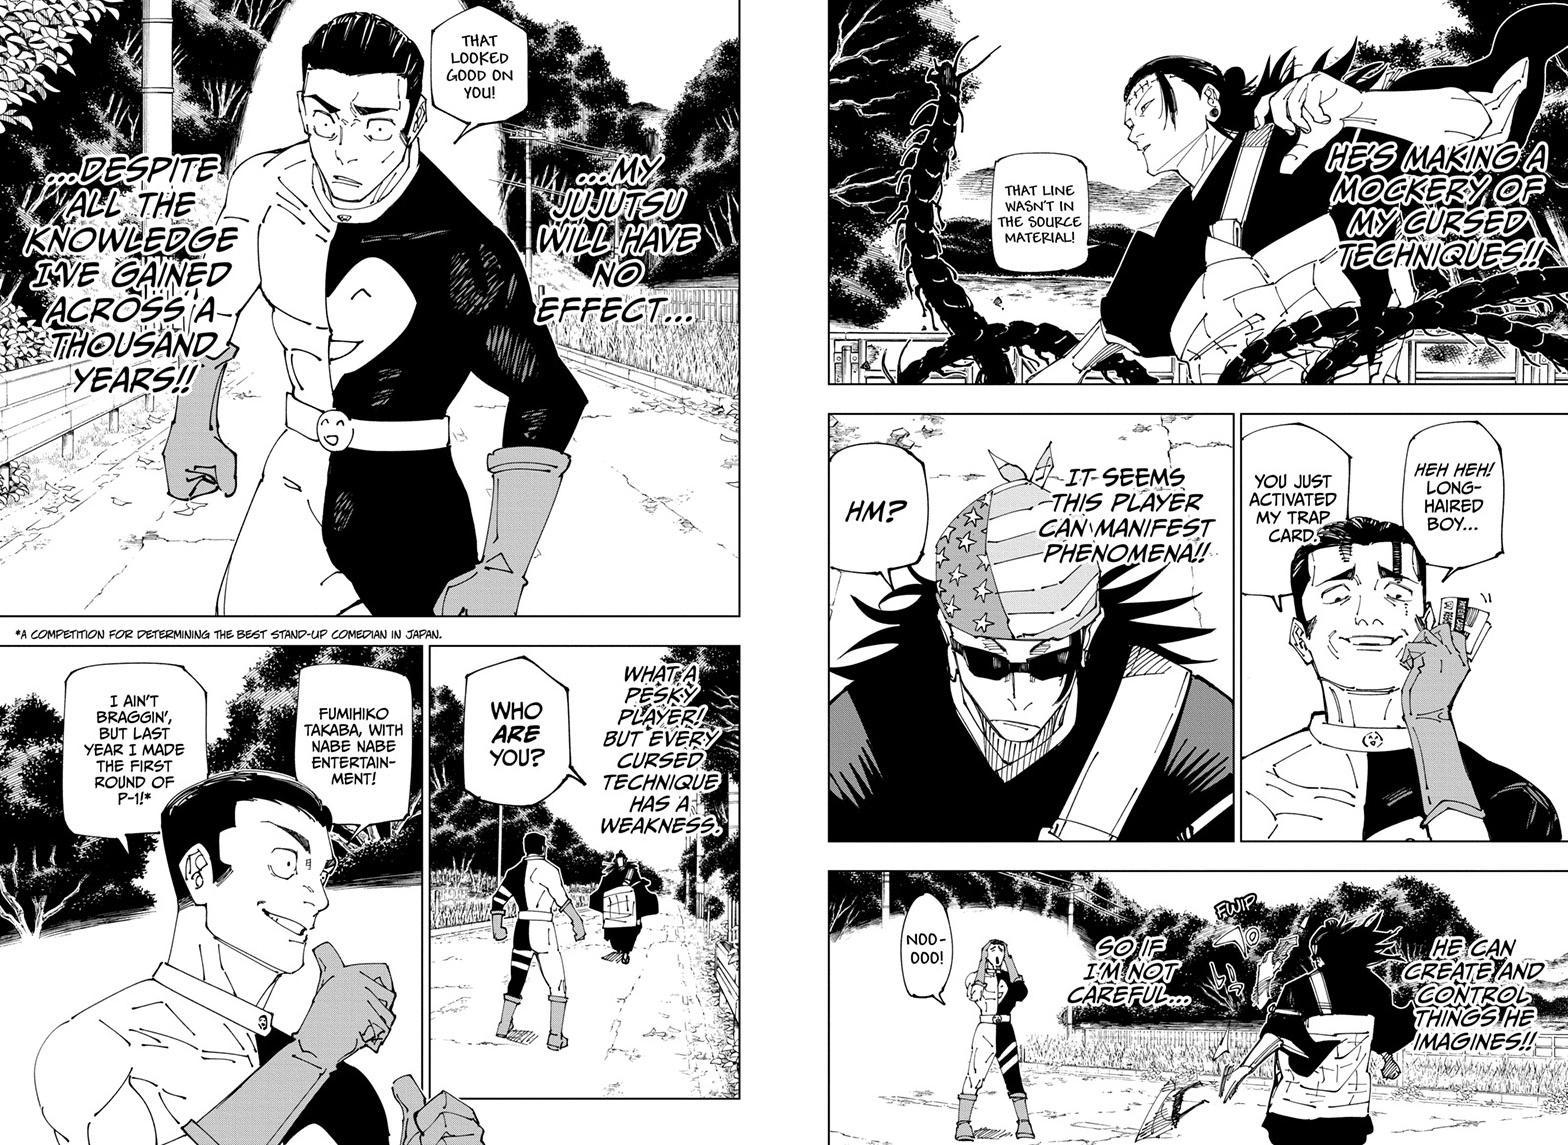 HE'S MAKING A
MOCKERY OF
MY CURSED
TECHNIQUES!!
THAT LINE
WASN'T IN
THE SOURCE
MATERIAL!
HEH HEH!
LONG-
HAIRED
BOY...
YOU JUST
ACTIVATED
MY TRAP
CARD.
IT SEEMS
THIS PLAYER
CAN MANIFEST
PHENOMENA!!
HM?
HE CAN
CREATE AND
CONTROL
THINGS HE
IMAGINES!!
FWIP
SO IF
I'M NOT
CAREFUL...
NOO-
OOO!
....MY
JUJUTSU
WILL HAVE
NO
EFFECT...
THAT
LOOKED
GOOD ON
YOU!
...DESPITE
ALL THE
KNOWLEDGE
I'VE GAINED
ACROSS A
THOUSAND
YEARS!!
WHAT A
PESKY
PLAYER!
BUT EVERY
CURSED
TECHNIQUE
HAS A
WEAKNESS.
WHO
ARE
YOU?
FUMIHIKO
TAKABA, WITH
NABE NABE
ENTERTAIN-
MENT!
I AIN'T
BRAGGIN',
BUT LAST
YEAR I MADE
THE FIRST
ROUND OF
P-1!*
*A COMPETITION FOR DETERMINING THE BEST STAND-UP COMEDIAN IN JAPAN.